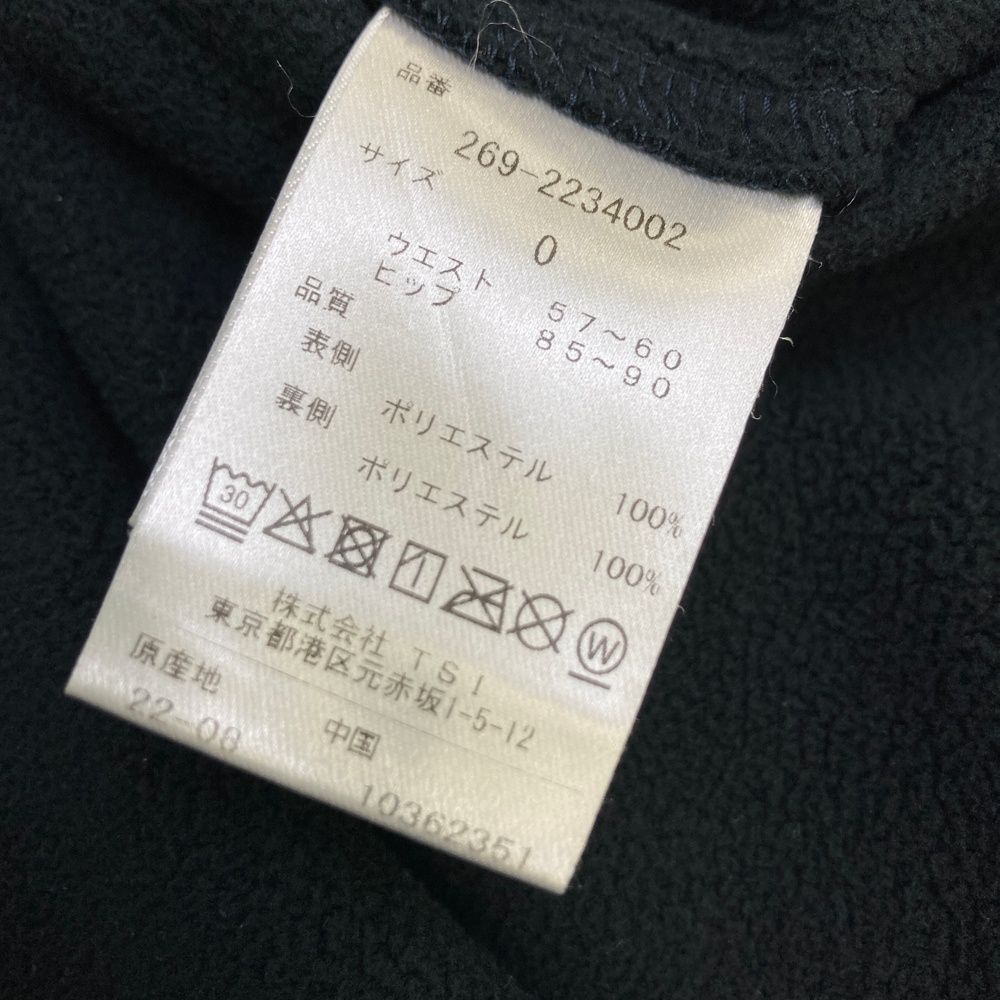 品番
269-2234002
サイズ
0
ウエスト 57～60
ヒップ 85～90
品質
表側 ポリエステル 100%
裏側 ポリエステル 100%
30
W
株式会社 TSI
東京都港区元赤坂1-5-12
原産地 中国
22-08 10362351